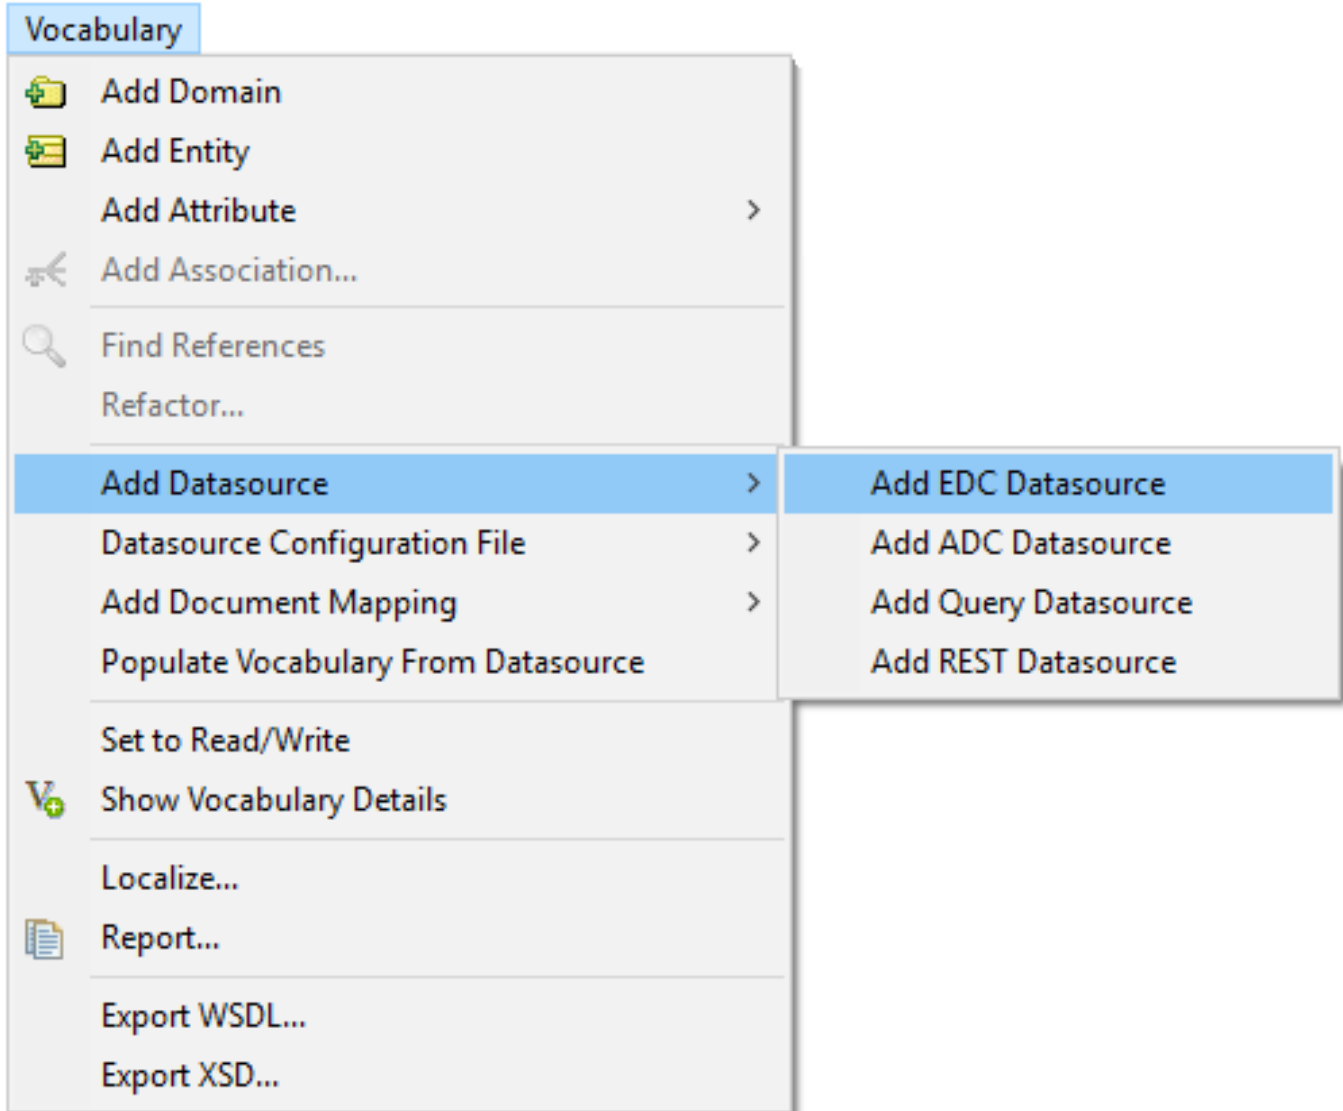 Vocabulary
Add Domain
Add Entity
Add Attribute
Add Association...
Find References
Refactor...
Add Datasource
Add EDC Datasource
Datasource Configuration File
Add ADC Datasource
Add Document Mapping
Add Query Datasource
Populate Vocabulary From Datasource
Add REST Datasource
Set to Read/Write
Show Vocabulary Details
Localize...
Report...
Export WSDL...
Export XSD...